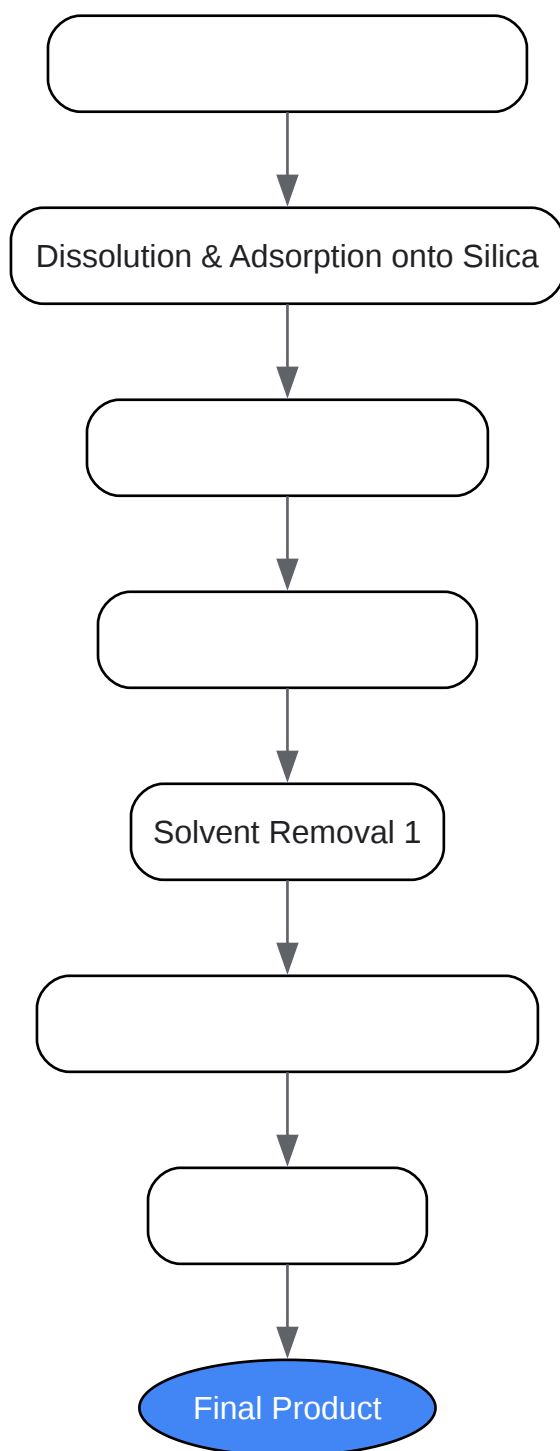 Dissolution & Adsorption onto Silica
Solvent Removal 1
Final Product